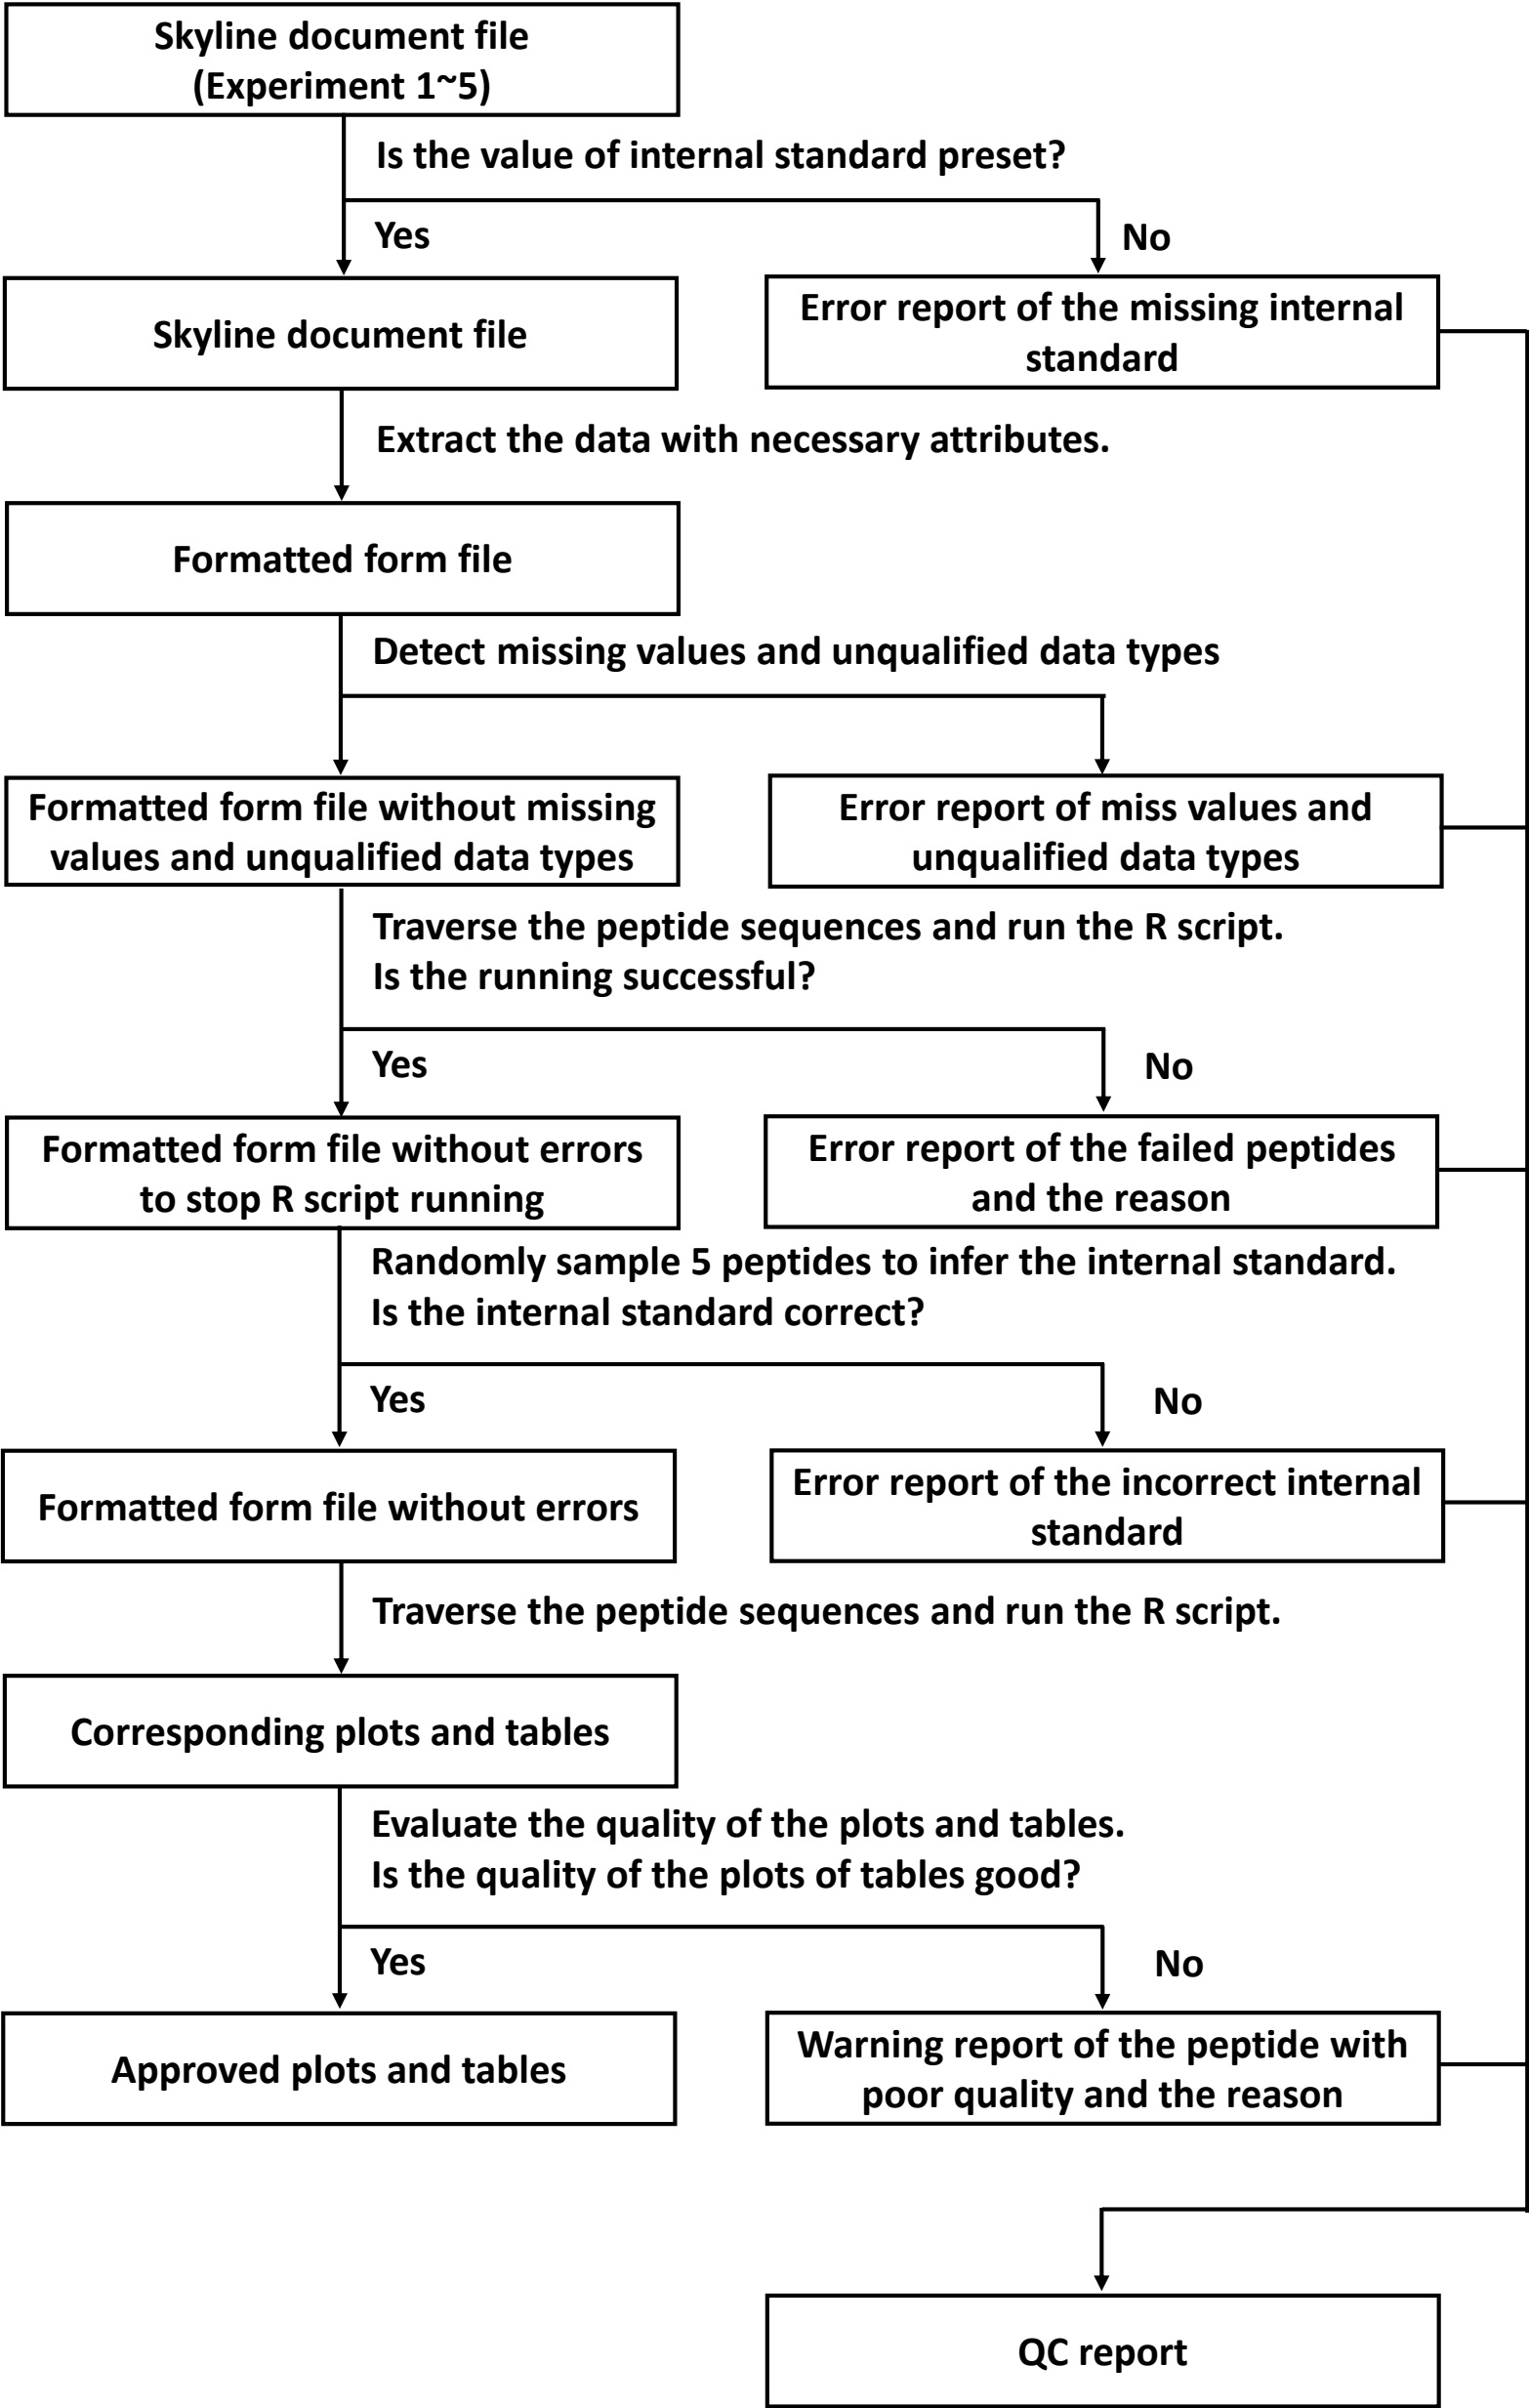 Skyline document file
(Experiment 1~5)
Is the value of internal standard preset?
Yes
No
Skyline document file
Error report of the missing internal
standard
Extract the data with necessary attributes.
Formatted form file
Detect missing values and unqualified data types
Formatted form file without missing
values and unqualified data types
Error report of miss values and
unqualified data types
Traverse the peptide sequences and run the R script.
Is the running successful?
Yes
No
Formatted form file without errors
to stop R script running
Error report of the failed peptides
and the reason
Randomly sample 5 peptides to infer the internal standard.
Is the internal standard correct?
Yes
No
Formatted form file without errors
Error report of the incorrect internal
standard
Traverse the peptide sequences and run the R script.
Corresponding plots and tables
Evaluate the quality of the plots and tables.
Is the quality of the plots of tables good?
Yes
No
Approved plots and tables
Warning report of the peptide with
poor quality and the reason
QC report